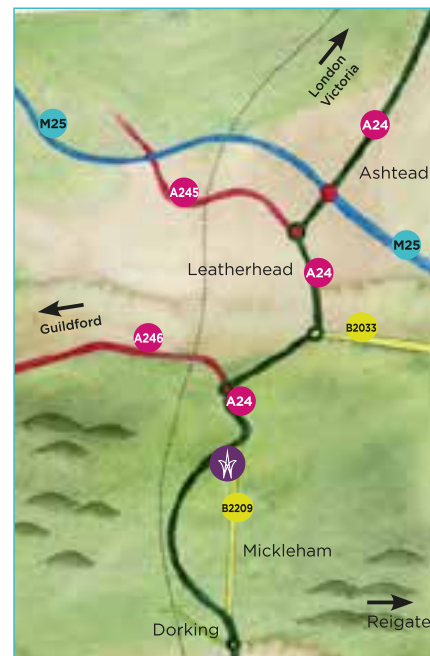 London
Victoria
A24
M25
Ashtead
A245
M25
Leatherhead
A24
Guildford
B2033
A246
A24
B2209
Mickleham
Reigate
Dorking